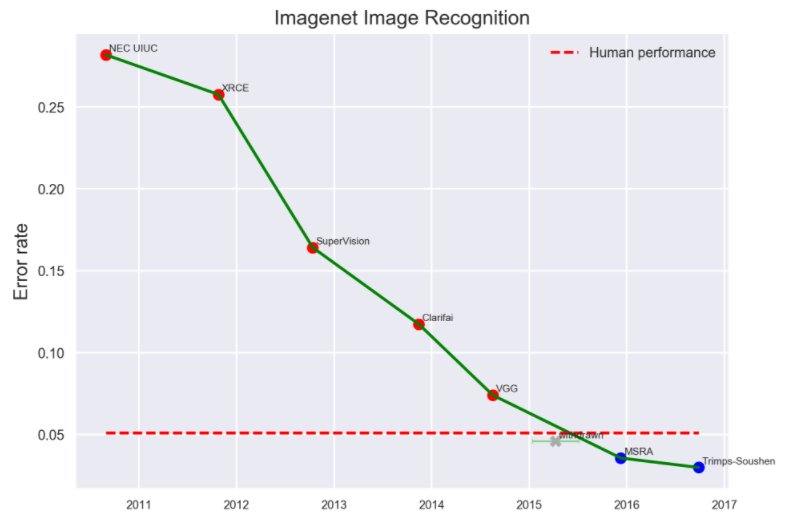 Imagenet Image Recognition
NEC UIUC
Human performance
XRCE
0.25
0.20
SuperVision
Error rate
0.15
Clarifai
0.10
VGG
0.05
withdrawn
MSRA
Trimps-Soushen
2011 2012 2013 2014 2015 2016 2017